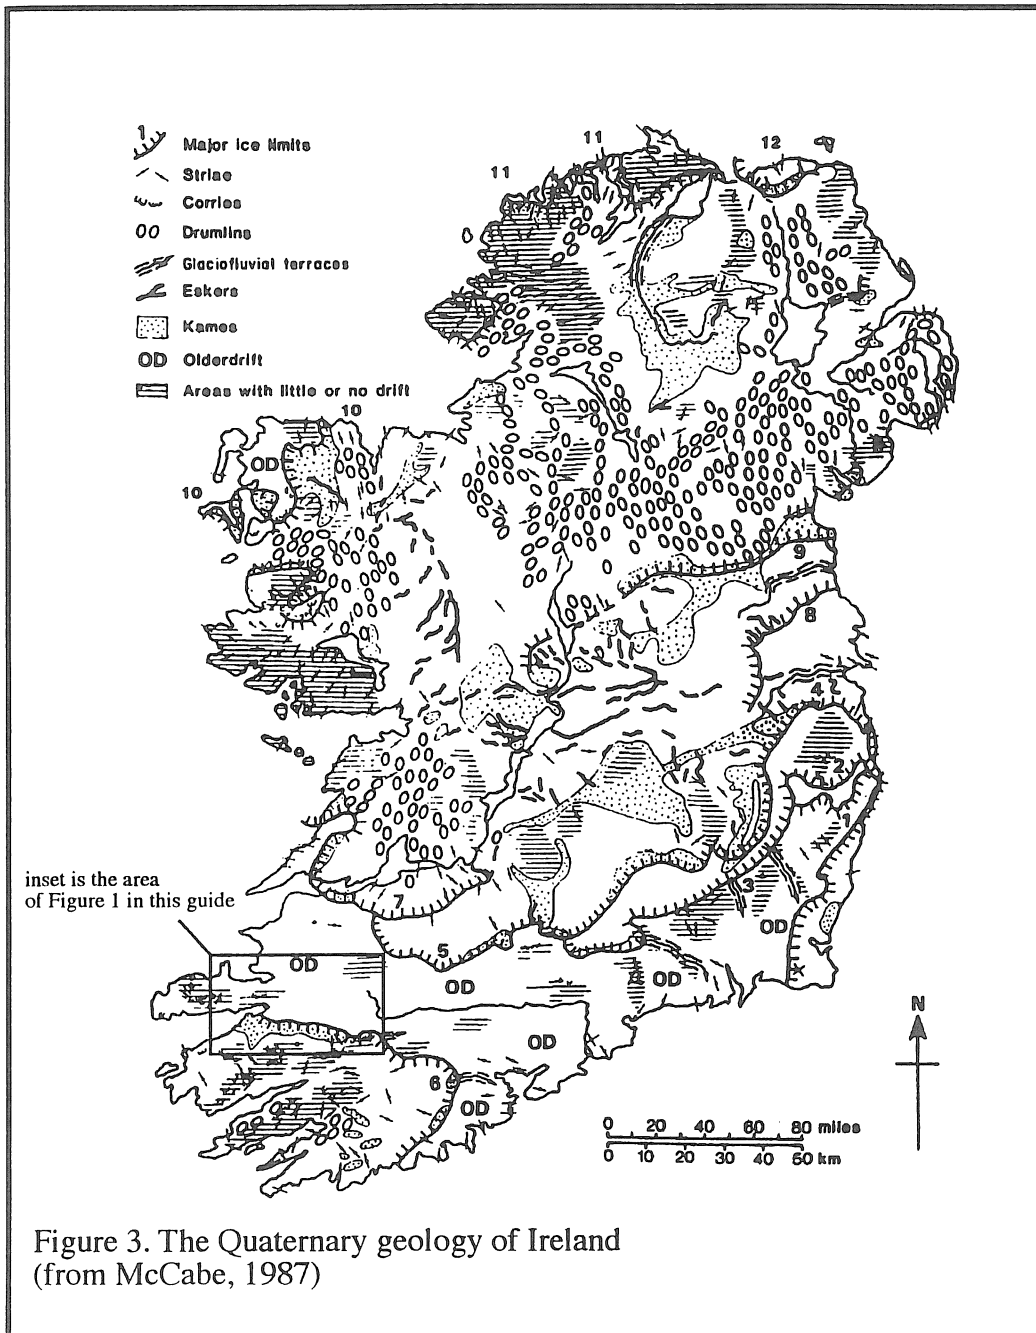 1
Major ice limits
Striae
Corries
Drumlins
Glaciofluvial terraces
Eskers
Kames
OD Olderdrift
Areas with little or no drift
11
11
12
10
OD
10
9
8
4
2
1
3
7
5
OD
inset is the area
of Figure 1 in this guide
OD
OD
OD
OD
6
OD
N
0 20 40 60 80 miles
0 10 20 30 40 50 km
Figure 3. The Quaternary geology of Ireland
(from McCabe, 1987)